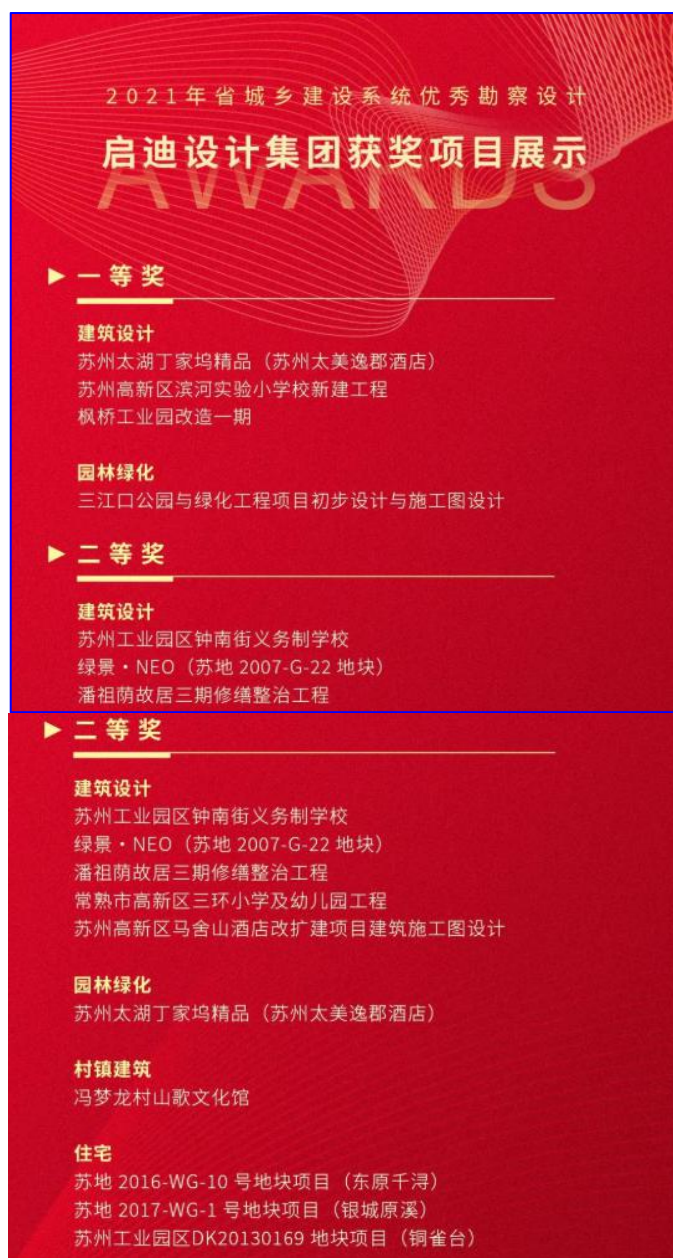 2021年省城乡建设系统优秀勘察设计
启迪设计集团获奖项目展示
AWARDS
一等奖
建筑设计
苏州太湖丁家坞精品（苏州太美逸郡酒店）
苏州高新区滨河实验小学校新建工程
枫桥工业园改造一期
园林绿化
三江口公园与绿化工程项目初步设计与施工图设计
二等奖
建筑设计
苏州工业园区钟南街义务制学校
绿景·NEO（苏地 2007-G-22 地块）
潘祖荫故居三期修缮整治工程
二等奖
建筑设计
苏州工业园区钟南街义务制学校
绿景·NEO（苏地 2007-G-22 地块）
潘祖荫故居三期修缮整治工程
常熟市高新区三环小学及幼儿园工程
苏州高新区马舍山酒店改扩建项目建筑施工图设计
园林绿化
苏州太湖丁家坞精品（苏州太美逸郡酒店）
村镇建筑
冯梦龙村山歌文化馆
住宅
苏地 2016-WG-10 号地块项目（东原千浔）
苏地 2017-WG-1 号地块项目（银城原溪）
苏州工业园区DK20130169 地块项目（铜雀台）